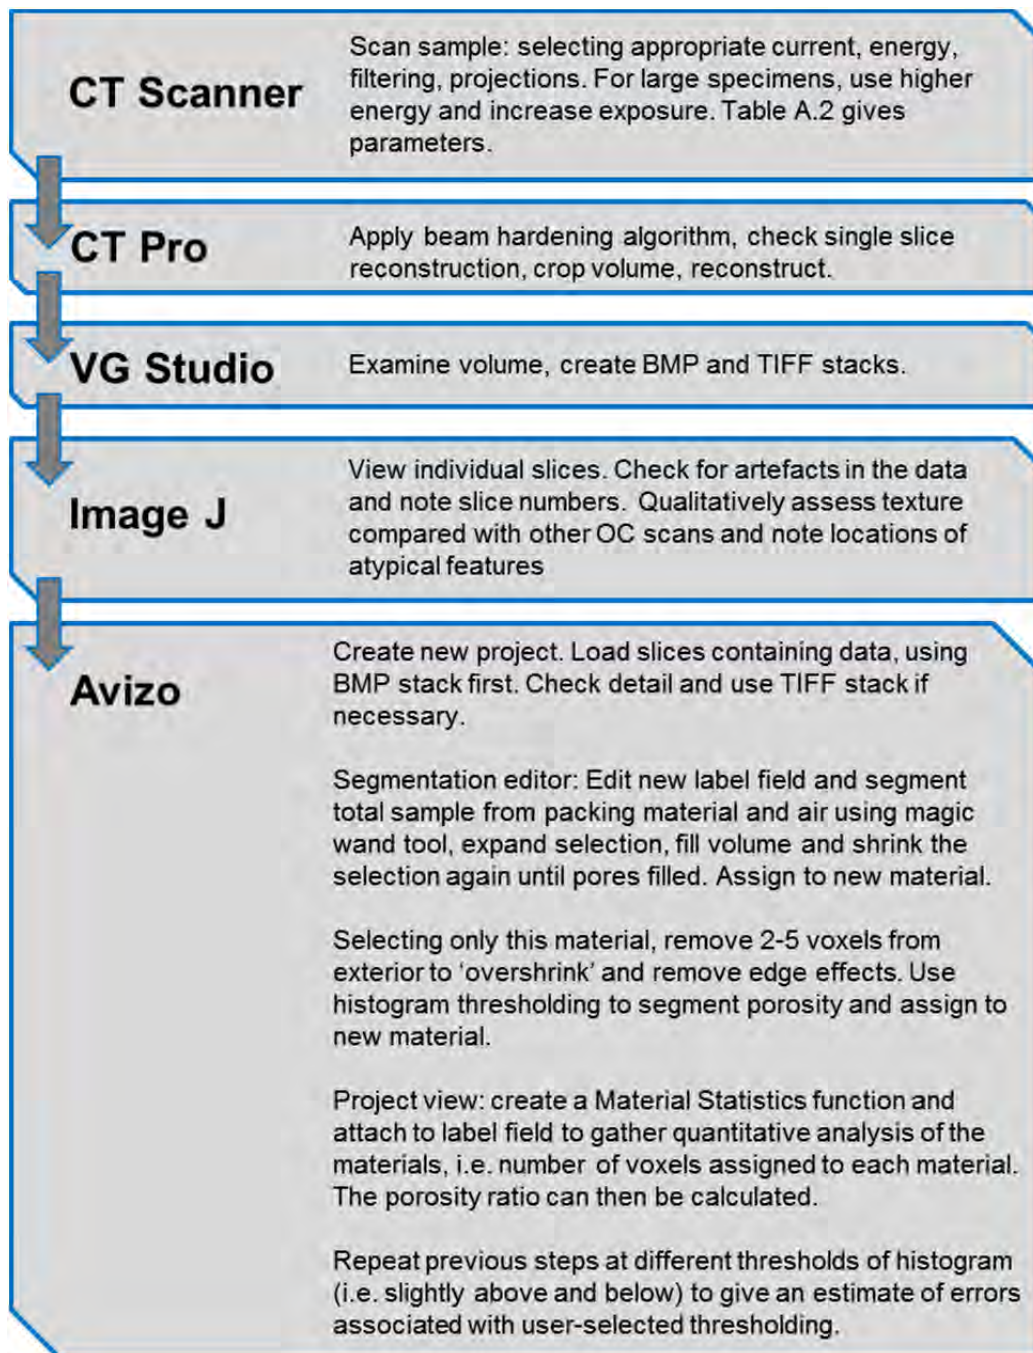 CT Scanner
Scan sample: selecting appropriate current, energy,
filtering, projections. For large specimens, use higher
energy and increase exposure. Table A.2 gives
parameters.
CT Pro
Apply beam hardening algorithm, check single slice
reconstruction, crop volume, reconstruct.
VG Studio
Examine volume, create BMP and TIFF stacks.
Image J
View individual slices. Check for artefacts in the data
and note slice numbers. Qualitatively assess texture
compared with other OC scans and note locations of
atypical features
Avizo
Create new project. Load slices containing data, using
BMP stack first. Check detail and use TIFF stack if
necessary.
Segmentation editor: Edit new label field and segment
total sample from packing material and air using magic
wand tool, expand selection, fill volume and shrink the
selection again until pores filled. Assign to new material.
Selecting only this material, remove 2-5 voxels from
exterior to ‘overshrink’ and remove edge effects. Use
histogram thresholding to segment porosity and assign to
new material.
Project view: create a Material Statistics function and
attach to label field to gather quantitative analysis of the
materials, i.e. number of voxels assigned to each material.
The porosity ratio can then be calculated.
Repeat previous steps at different thresholds of histogram
(i.e. slightly above and below) to give an estimate of errors
associated with user-selected thresholding.